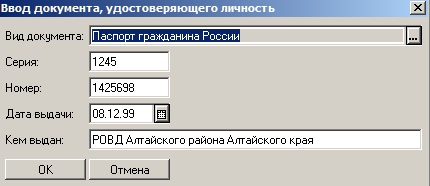 Ввод документа, удостоверяющего личность
Вид документа: Паспорт гражданина России ...
Серия: 1245
Номер: 1425698
Дата выдачи: 08.12.99
Кем выдан: РОВД Алтайского района Алтайского края
OK Отмена